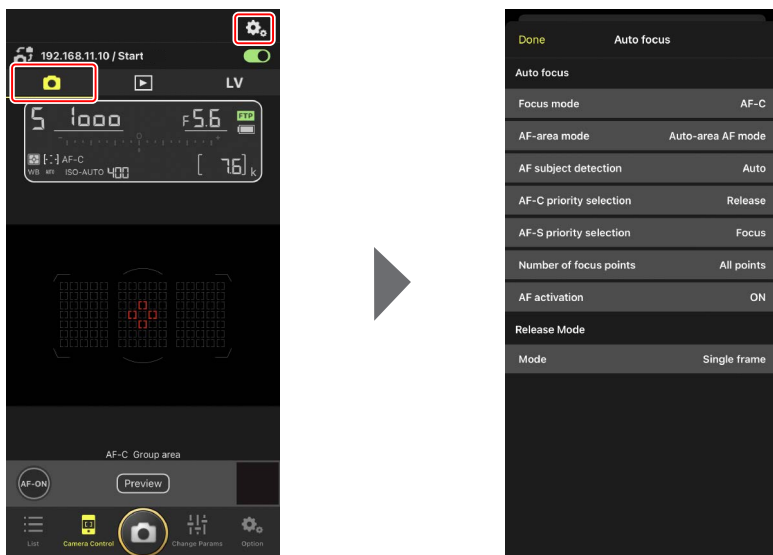 192.168.11.10 / Start
LV
S 1000 F5.6 FTP
AF-C [ 7.6] k
WB ISO-AUTO 400
AF-C Group area
AF-ON Preview
List Camera Control Change Params Option
Done Auto focus
Auto focus
Focus mode AF-C
AF-area mode Auto-area AF mode
AF subject detection Auto
AF-C priority selection Release
AF-S priority selection Focus
Number of focus points All points
AF activation ON
Release Mode
Mode Single frame